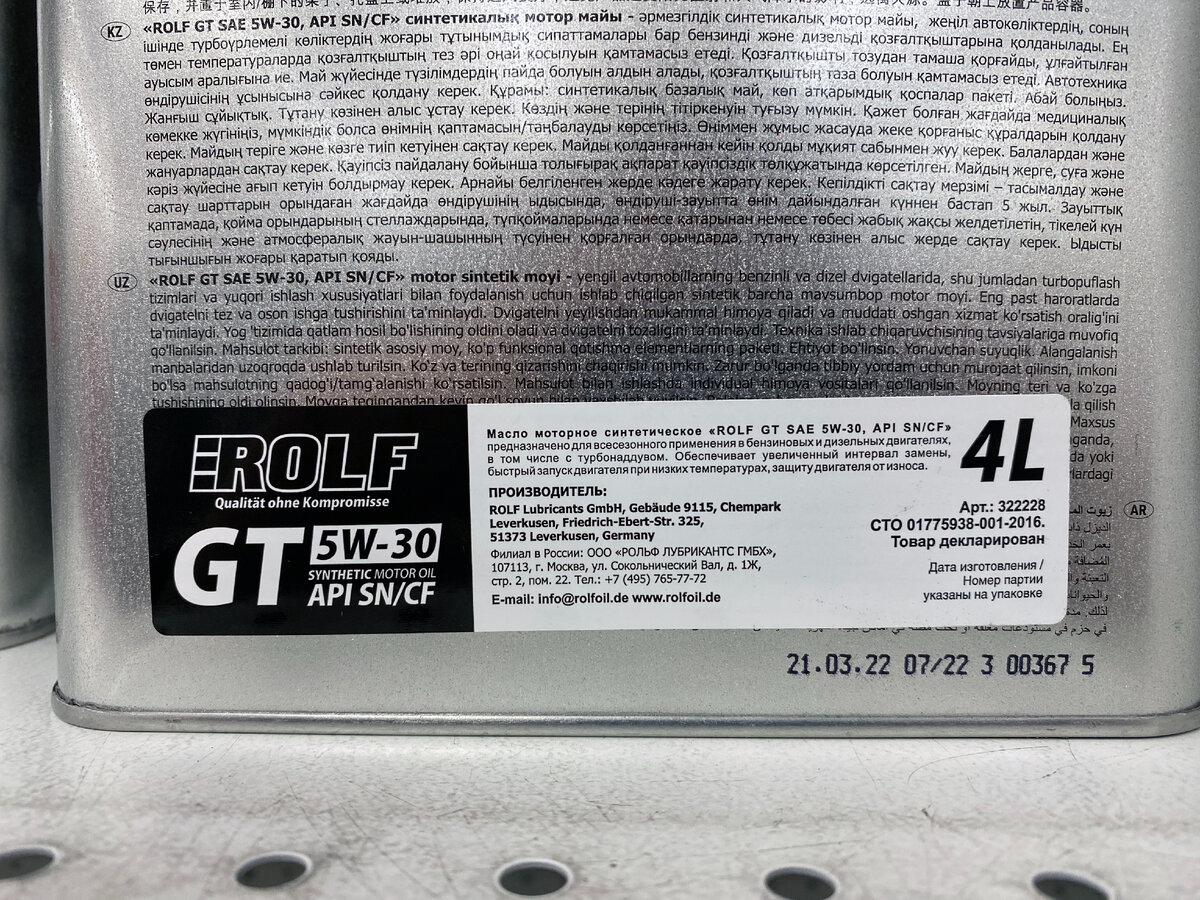 KZ «ROLF GT SAE 5W-30, API SN/CF» синтетикалық мотор майы - әрмезгілдік синтетикалық мотор майы, жеңіл автокөліктердің, соның
ішінде турбоүрлемелі көліктердің жоғары тұтынымдық сипаттамалары бар бензинді және дизельді қозғалтқыштарына қолданылады. Ең
төмен температураларда қозғалтқыштың тез әрі оңай қосылуын қамтамасыз етеді. Қозғалтқышты тозудан тамаша қорғайды, ұлғайтылған
ауысым аралығына ие. Май жүйесінде түзілімдердің пайда болуын алдын алады, қозғалтқыштың таза болуын қамтамасыз етеді. Автотехника
өндірушісінің ұсынысына сәйкес қолдану керек. Құрамы: синтетикалық базалық май, көп атқарымдық қоспалар пакеті. Абай болыңыз.
Жанғыш сұйықтық. Тұтану көзінен алыс ұстау керек. Көздің және терінің тітіркенуін туғызу мүмкін. Қажет болған жағдайда медициналық
көмекке жүгініңіз, мүмкіндік болса өнімнің қаптамасын/таңбалауды көрсетіңіз. Өніммен жұмыс жасауда жеке қорғаныс құралдарын қолдану
керек. Майдың теріге және көзге тиіп кетуінен сақтау керек. Майды қолданғаннан кейін қолды мұқият сабынмен жуу керек. Балалардан және
жануарлардан сақтау керек. Қауіпсіз пайдалану бойынша толығырақ ақпарат қауіпсіздік төлқұжатында көрсетілген. Майдың жерге, суға және
кәріз жүйесіне ағып кетуін болдырмау керек. Арнайы белгіленген жерде кәдеге жарату керек. Кепілдікті сақтау мерзімі – тасымалдау және
сақтау шарттарын орындаған жағдайда өндірушінің ыдысында, өндіруші-зауытта өнім дайындалған күннен бастап 5 жыл. Зауыттық
қаптамада, қойма орындарының стеллаждарында, түпқоймаларында немесе қатарынан немесе төбесі жабық жақсы желдетілетін, тікелей күн
сәулесінің және атмосфералық жауын-шашынның түсуінен қорғалған орындарда, тұтану көзінен алыс жерде сақтау керек. Ыдысты
тығыншығын жоғары қаратып қояды.
UZ «ROLF GT SAE 5W-30, API SN/CF» motor sintetik moyi - yengil avtomobillarning benzinli va dizel dvigatellarida, shu jumladan turbopuflash
tizimlari va yuqori ishlash xususiyatlari bilan foydalanish uchun ishlab chiqilgan sintetik barcha mavsumbop motor moyi. Eng past haroratlarda
dvigatelni tez va oson ishga tushirishini ta'minlaydi. Dvigatelni yeyilishdan mukammal himoya qiladi va muddati oshgan xizmat ko'rsatish oralig'ini
ta'minlaydi. Yog 'tizimida qatlam hosil bo'lishining oldini oladi va dvigatelni tozaligini ta'minlaydi. Texnika ishlab chiqaruvchisining tavsiyalariga muvofiq
qo'llanilsin. Mahsulot tarkibi: sintetik asosiy moy, ko'p funksional qotishma elementlarning paketi. Ehtiyot bo'linsin. Yonuvchan suyuqlik. Alangalanish
manbalaridan uzoqroqda ushlab turilsin. Ko'z va terining qizarishini chaqirishi mumkin. Zarur bo'lganda tibbiy yordam uchun murojaat qilinsin, imkoni
bo'lsa mahsulotning qadog'i/tamg'alanishi ko'rsatilsin. Mahsulot bilan ishlashda individual himoya vositalari qo'llanilsin. Moyning teri va ko'zga
tushishining oldi olinsin.
ROLF
Qualität ohne Kompromisse
GT 5W-30
SYNTHETIC MOTOR OIL
API SN/CF
Масло моторное синтетическое «ROLF GT SAE 5W-30, API SN/CF»
предназначено для всесезонного применения в бензиновых и дизельных двигателях,
в том числе с турбонаддувом. Обеспечивает увеличенный интервал замены,
быстрый запуск двигателя при низких температурах, защиту двигателя от износа.
4L
ПРОИЗВОДИТЕЛЬ:
ROLF Lubricants GmbH, Gebäude 9115, Chempark
Leverkusen, Friedrich-Ebert-Str. 325,
51373 Leverkusen, Germany
Филиал в России: ООО «РОЛЬФ ЛУБРИКАНТС ГМБХ»,
107113, г. Москва, ул. Сокольнический Вал, д. 1Ж,
стр. 2, пом. 22. Тел.: +7 (495) 765-77-72
E-mail: info@rolfoil.de www.rolfoil.de
Арт.: 322228
СТО 01775938-001-2016.
Товар декларирован
Дата изготовления /
Номер партии
указаны на упаковке
AR
21.03.22 07/22 3 00367 5